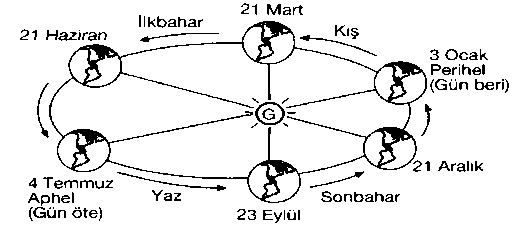 21 Mart
İlkbahar
Kış
21 Haziran
3 Ocak
Perihel
(Gün beri)
G
21 Aralık
4 Temmuz
Aphel
(Gün öte)
Yaz
Sonbahar
23 Eylül